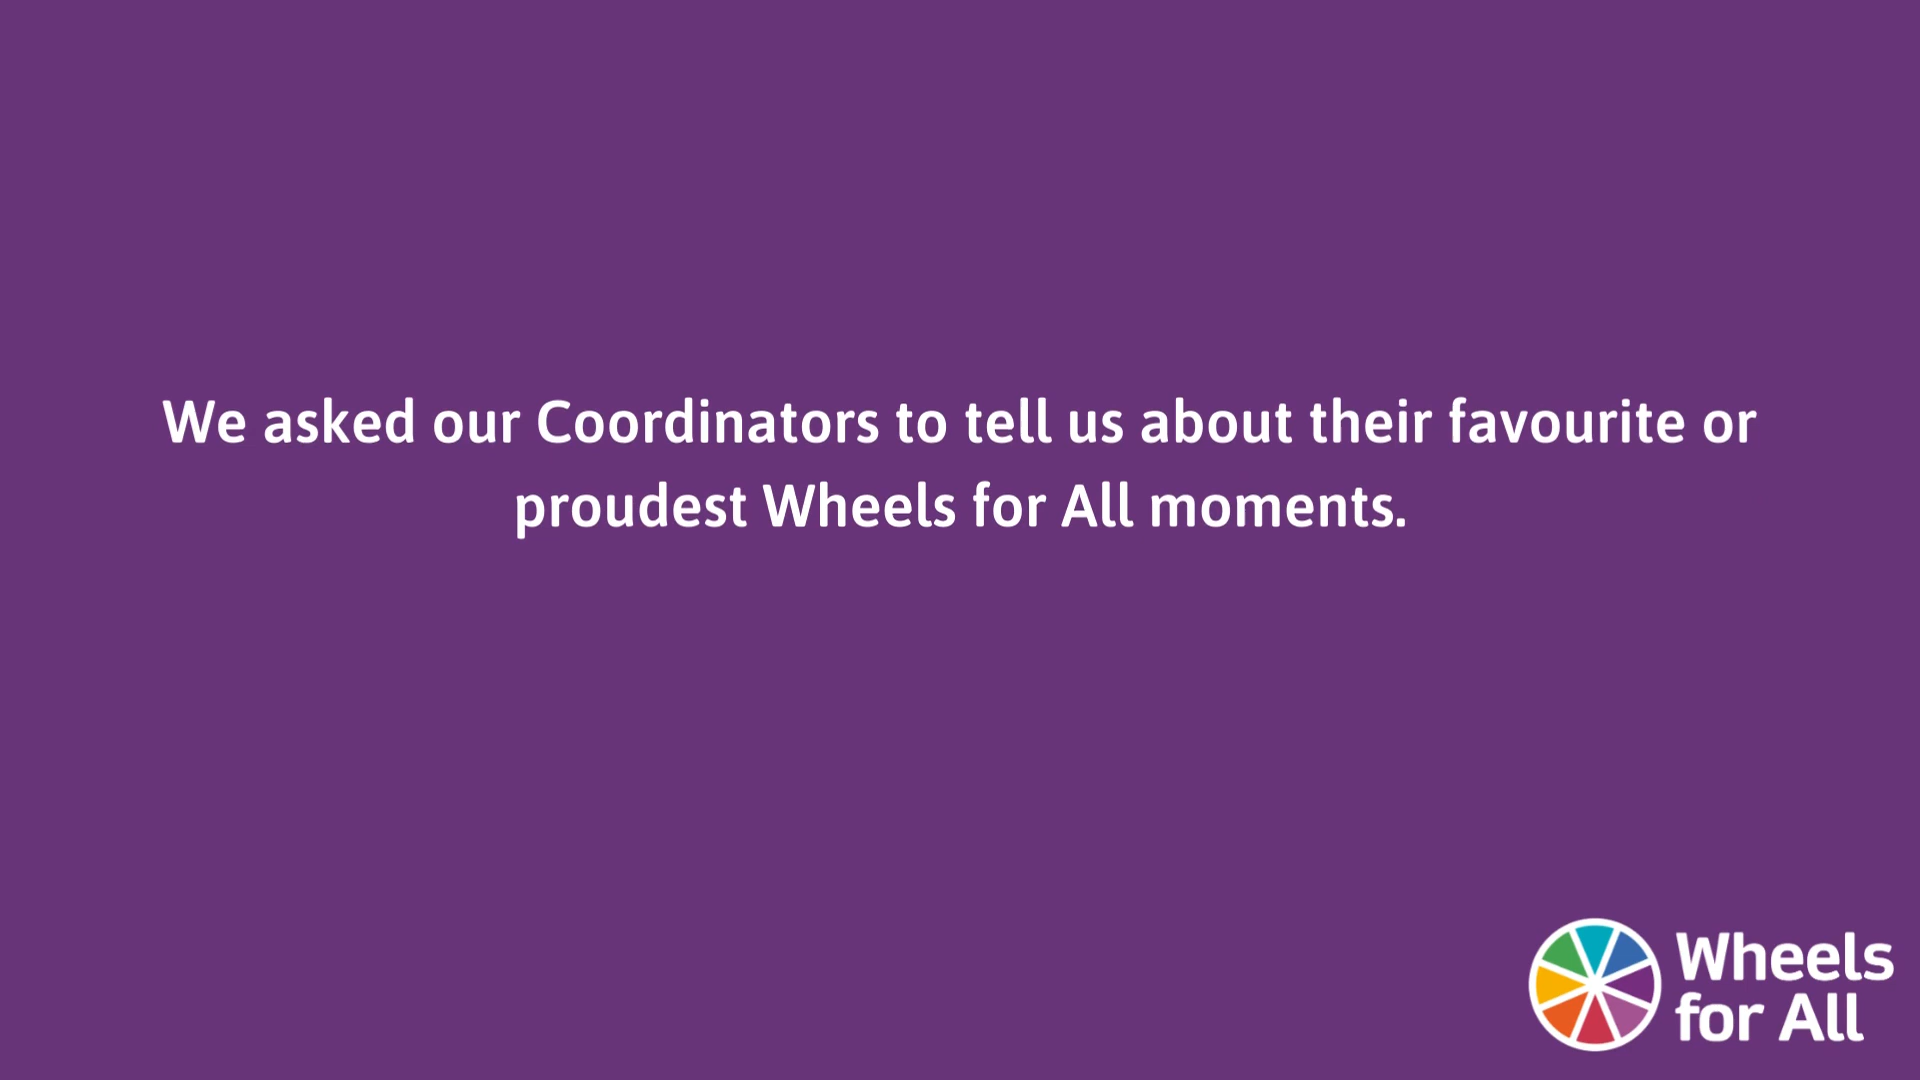 We asked our Coordinators to tell us about their favourite or
proudest Wheels for All moments.
Wheels
for All